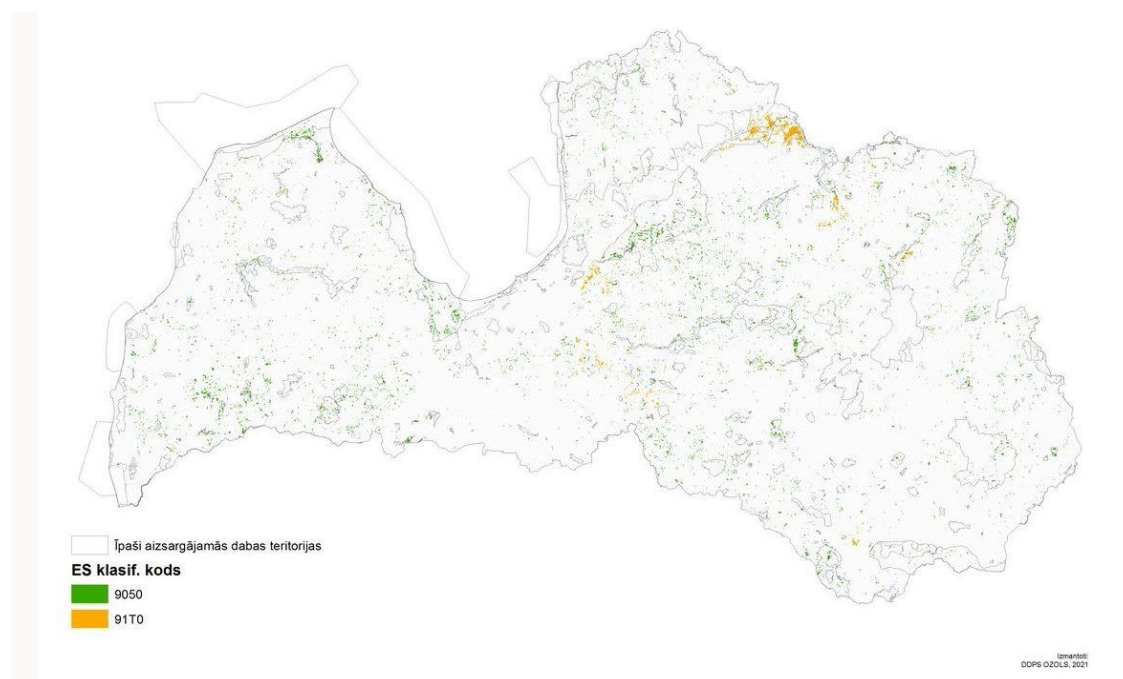 Īpaši aizsargājamās dabas teritorijas
ES klasif. kods
9050
91T0
Izmantoti:
DDPS OZOLS, 2021